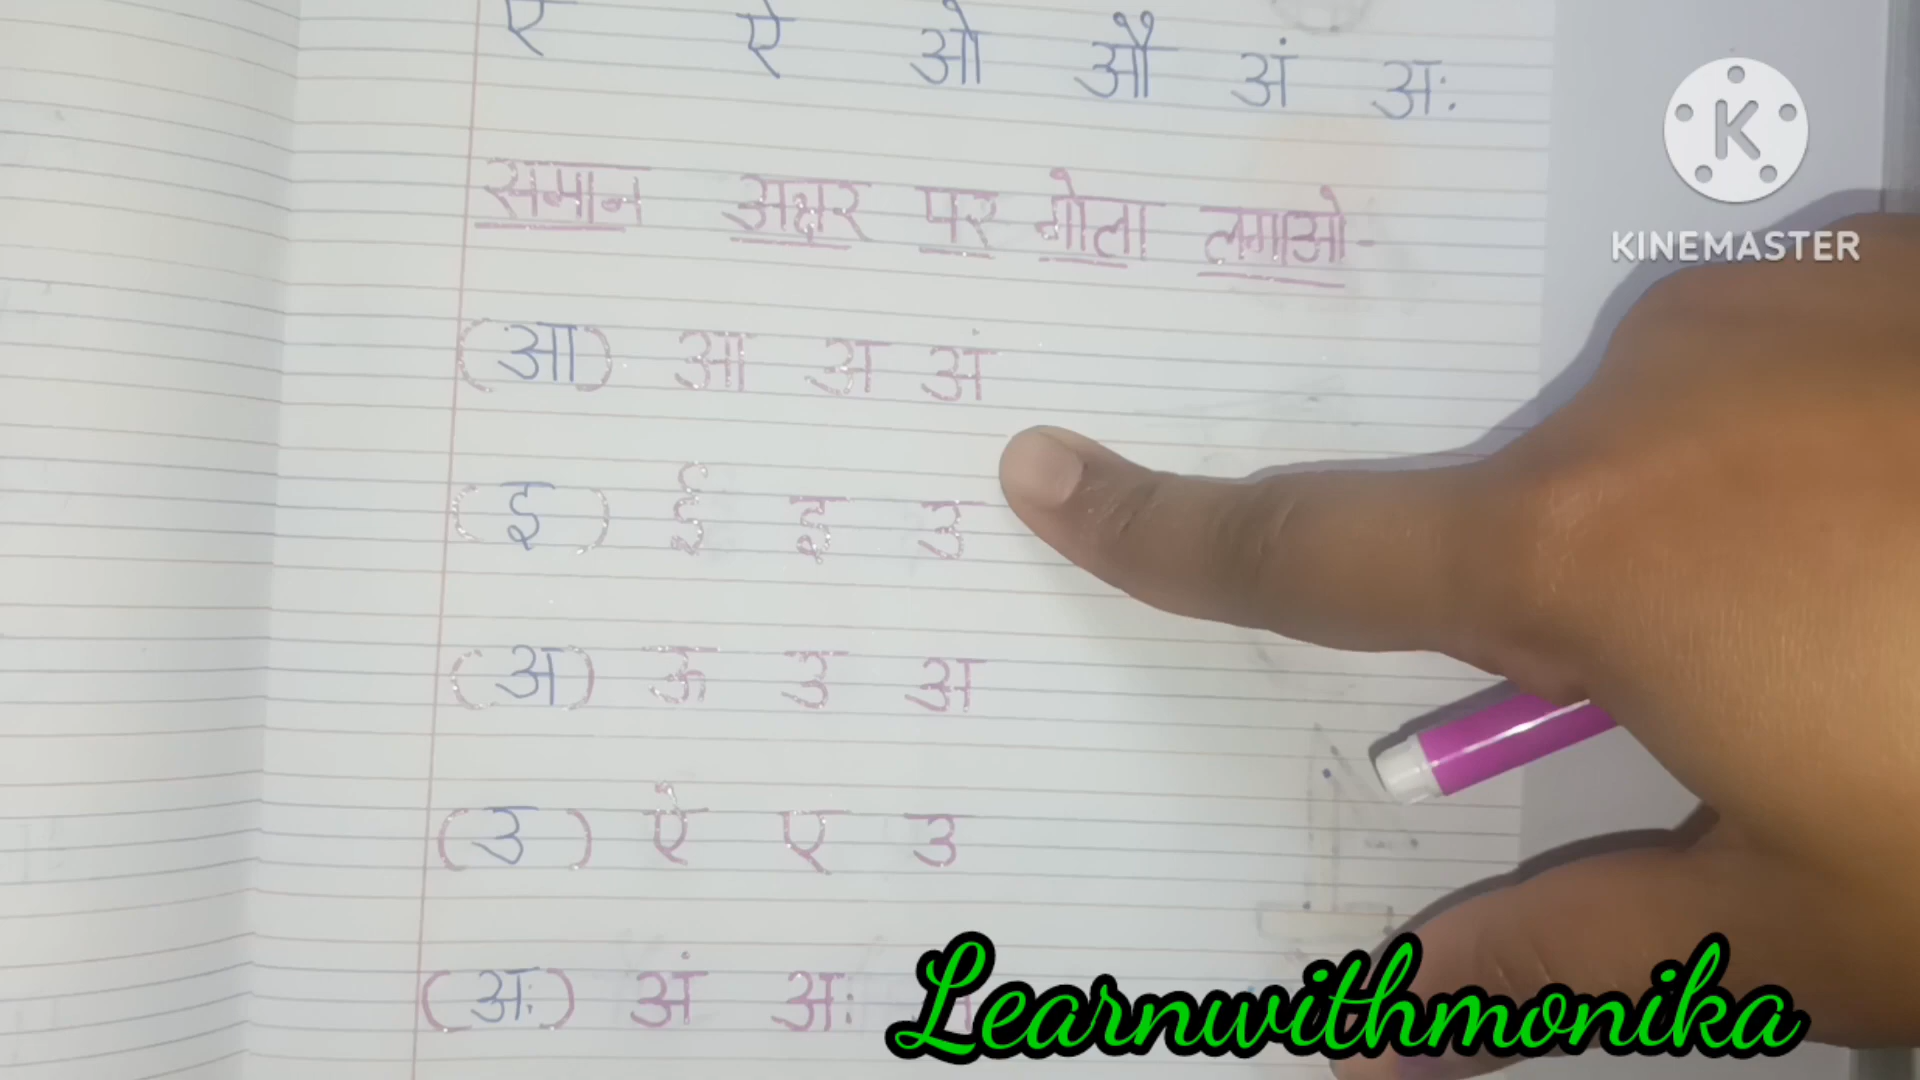 ए ऐ ओ औ अं अः
समान अक्षर पर गोला लगाओ-
(आ) आ अ अं
(इ) ई इ उ
(अ) ऊ उ अ
(उ) ऐ ए उ
(अः) अं अः
KINEMASTER
Learnwithmonika